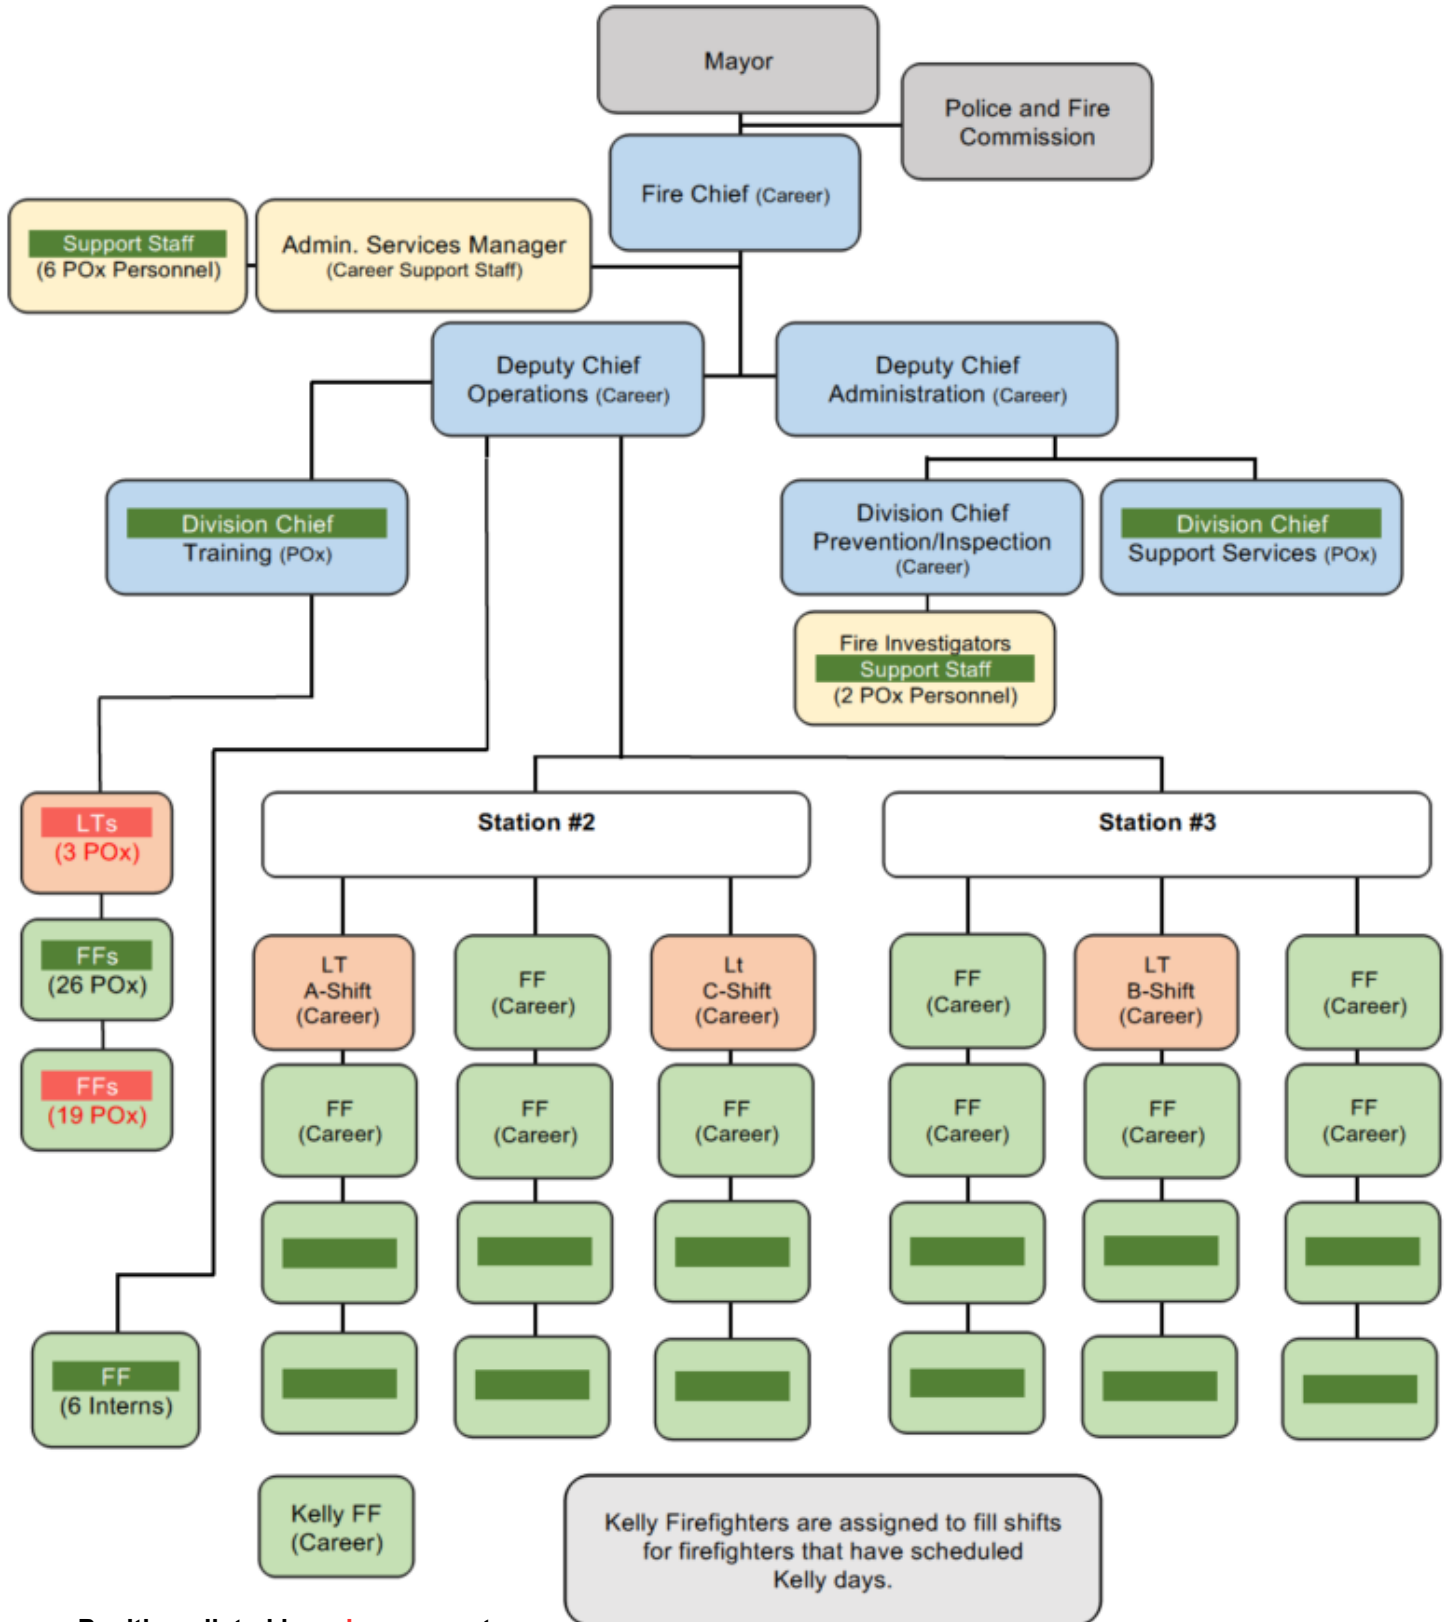 Mayor
Police and Fire
Commission
Fire Chief (Career)
Support Staff
(6 POx Personnel)
Admin. Services Manager
(Career Support Staff)
Deputy Chief
Operations (Career)
Deputy Chief
Administration (Career)
Division Chief
Training (POx)
Division Chief
Prevention/Inspection
(Career)
Division Chief
Support Services (POx)
Fire Investigators
Support Staff
(2 POx Personnel)
LTs
(3 POx)
FFs
(26 POx)
FFs
(19 POx)
FF
(6 Interns)
Station #2
Station #3
LT
A-Shift
(Career)
FF
(Career)
Lt
C-Shift
(Career)
FF
(Career)
LT
B-Shift
(Career)
FF
(Career)
FF
(Career)
FF
(Career)
FF
(Career)
FF
(Career)
FF
(Career)
FF
(Career)
Kelly FF
(Career)
Kelly Firefighters are assigned to fill shifts
for firefighters that have scheduled
Kelly days.